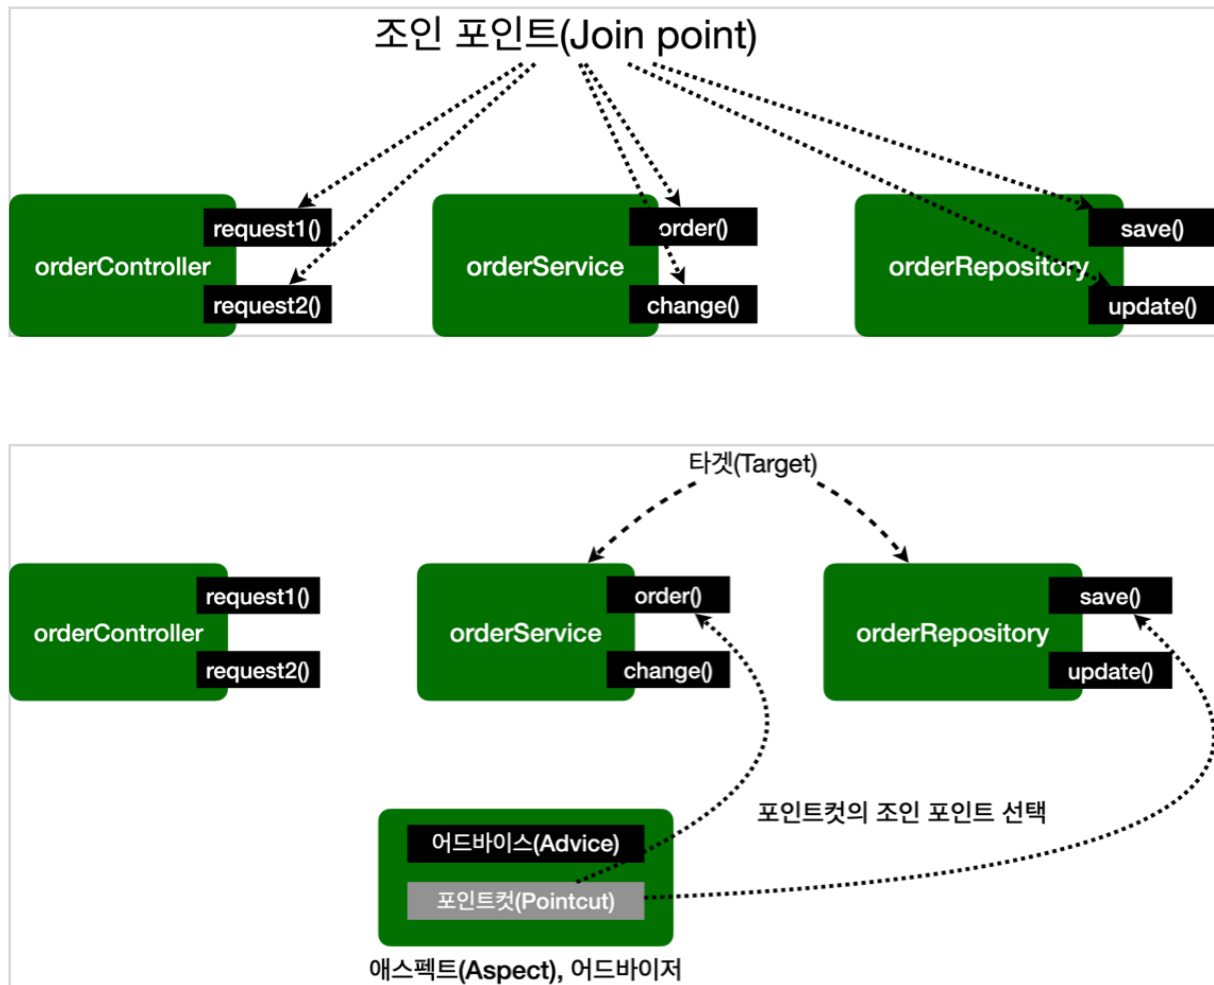 조인 포인트(Join point)
request1()
order()
save()
orderController
orderService
orderRepository
request2()
change()
update()
타겟(Target)
request1()
order()
save()
orderController
orderService
orderRepository
request2()
change()
update()
포인트컷의 조인 포인트 선택
어드바이스(Advice)
포인트컷(Pointcut)
애스펙트(Aspect), 어드바이저